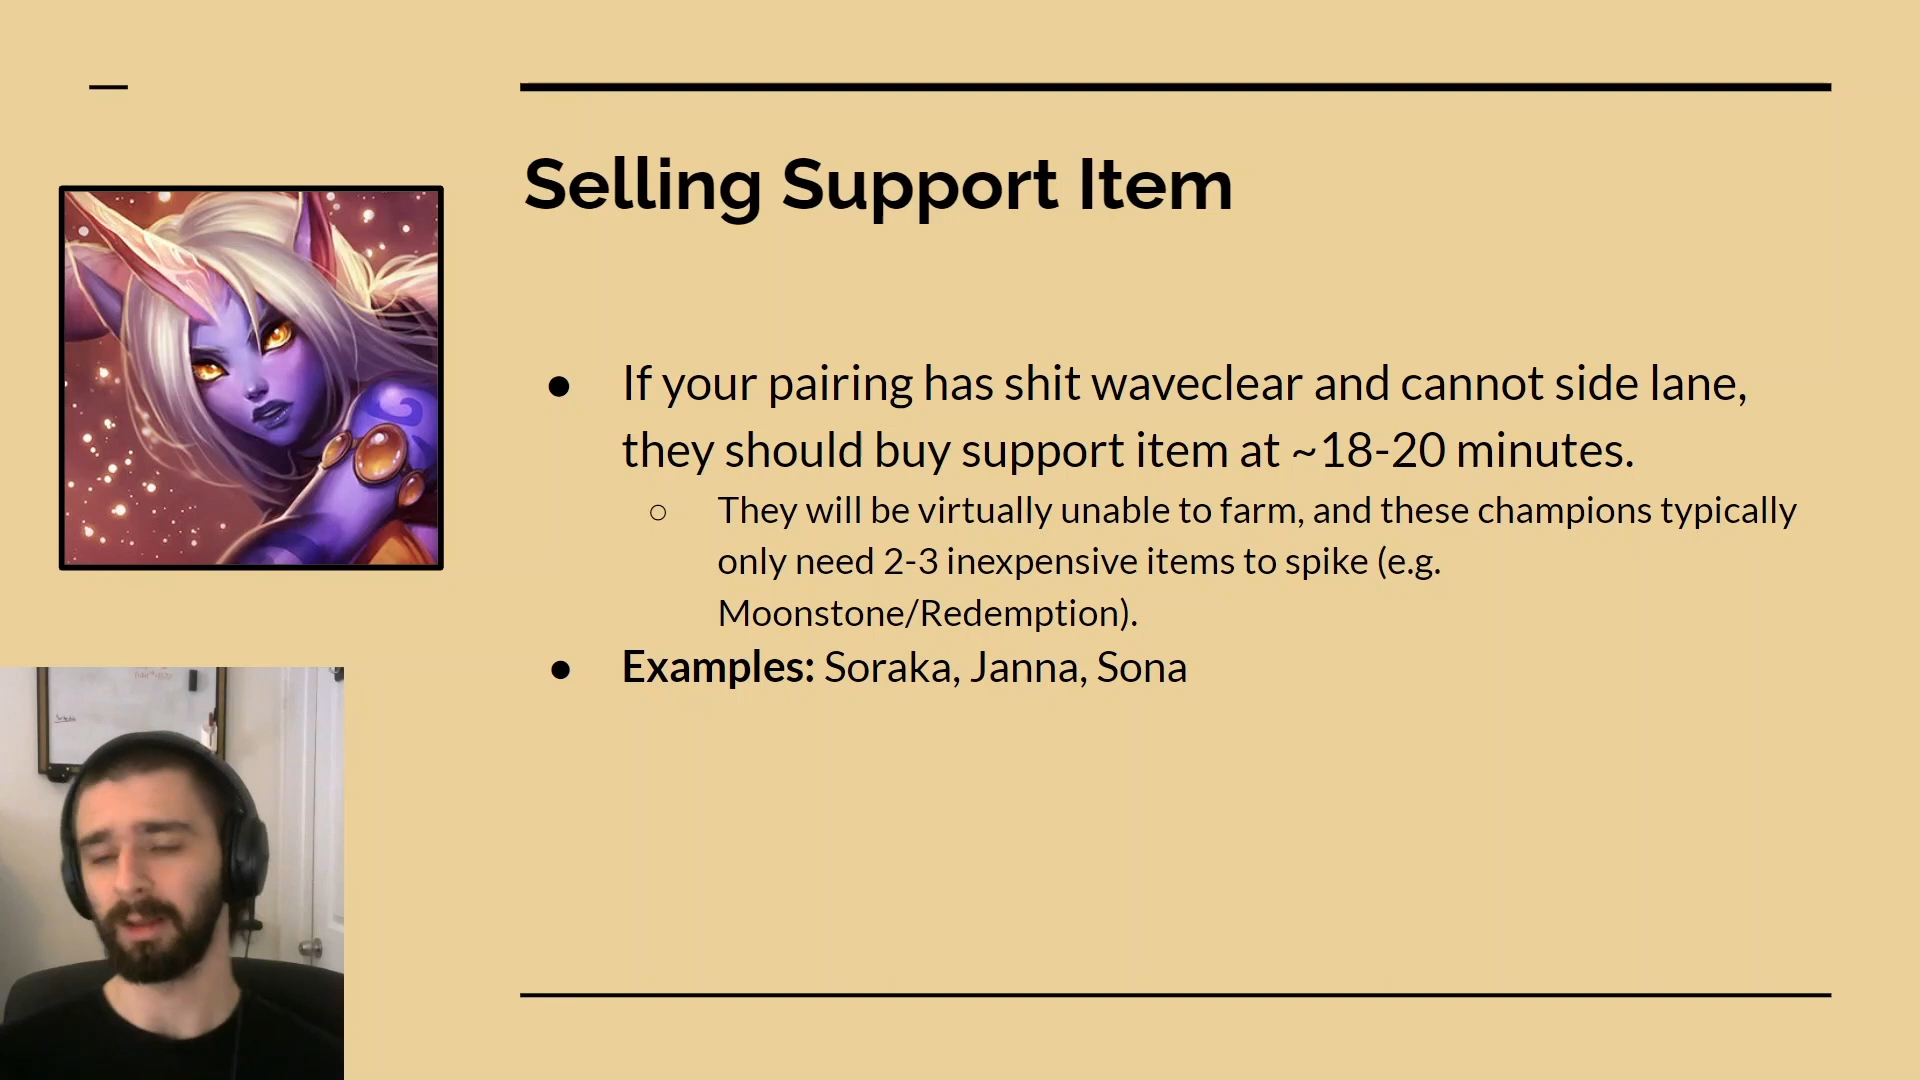 Selling Support Item
● If your pairing has shit waveclear and cannot side lane,
they should buy support item at ~18-20 minutes.
○ They will be virtually unable to farm, and these champions typically
only need 2-3 inexpensive items to spike (e.g.
Moonstone/Redemption).
● Examples: Soraka, Janna, Sona